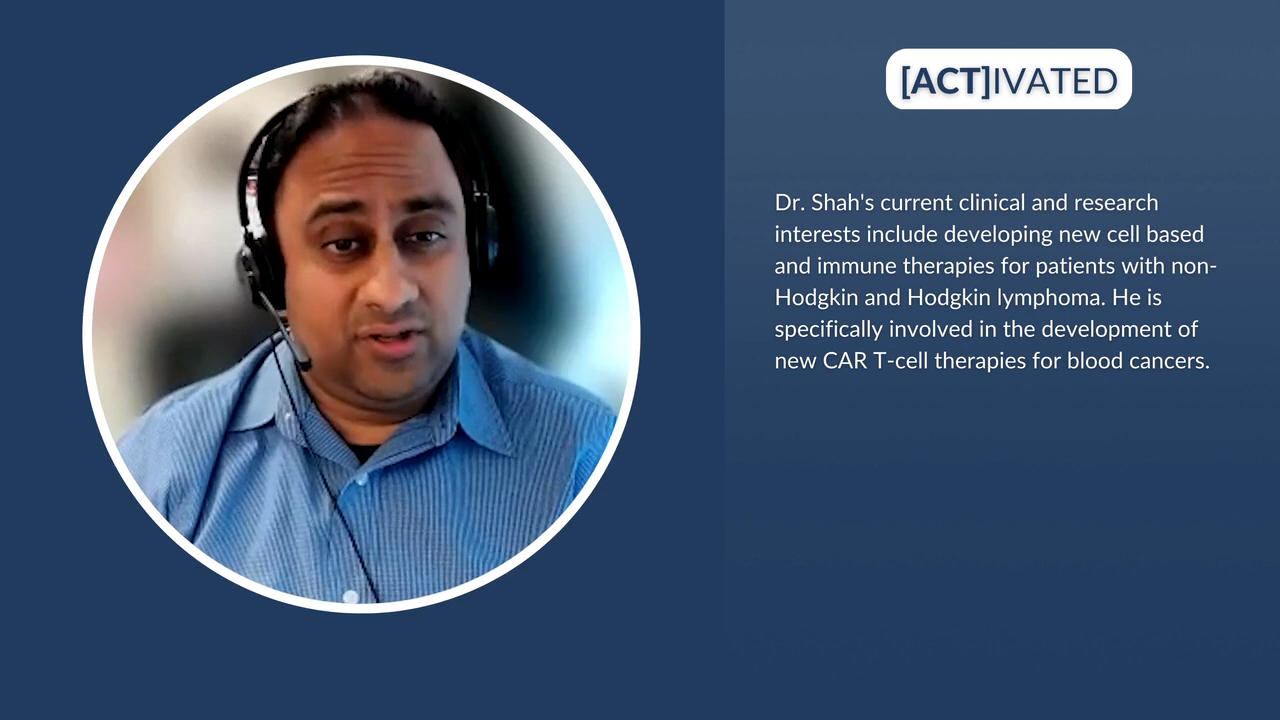 [ACT]IVATED
Dr. Shah's current clinical and research
interests include developing new cell based
and immune therapies for patients with non-
Hodgkin and Hodgkin lymphoma. He is
specifically involved in the development of
new CAR T-cell therapies for blood cancers.